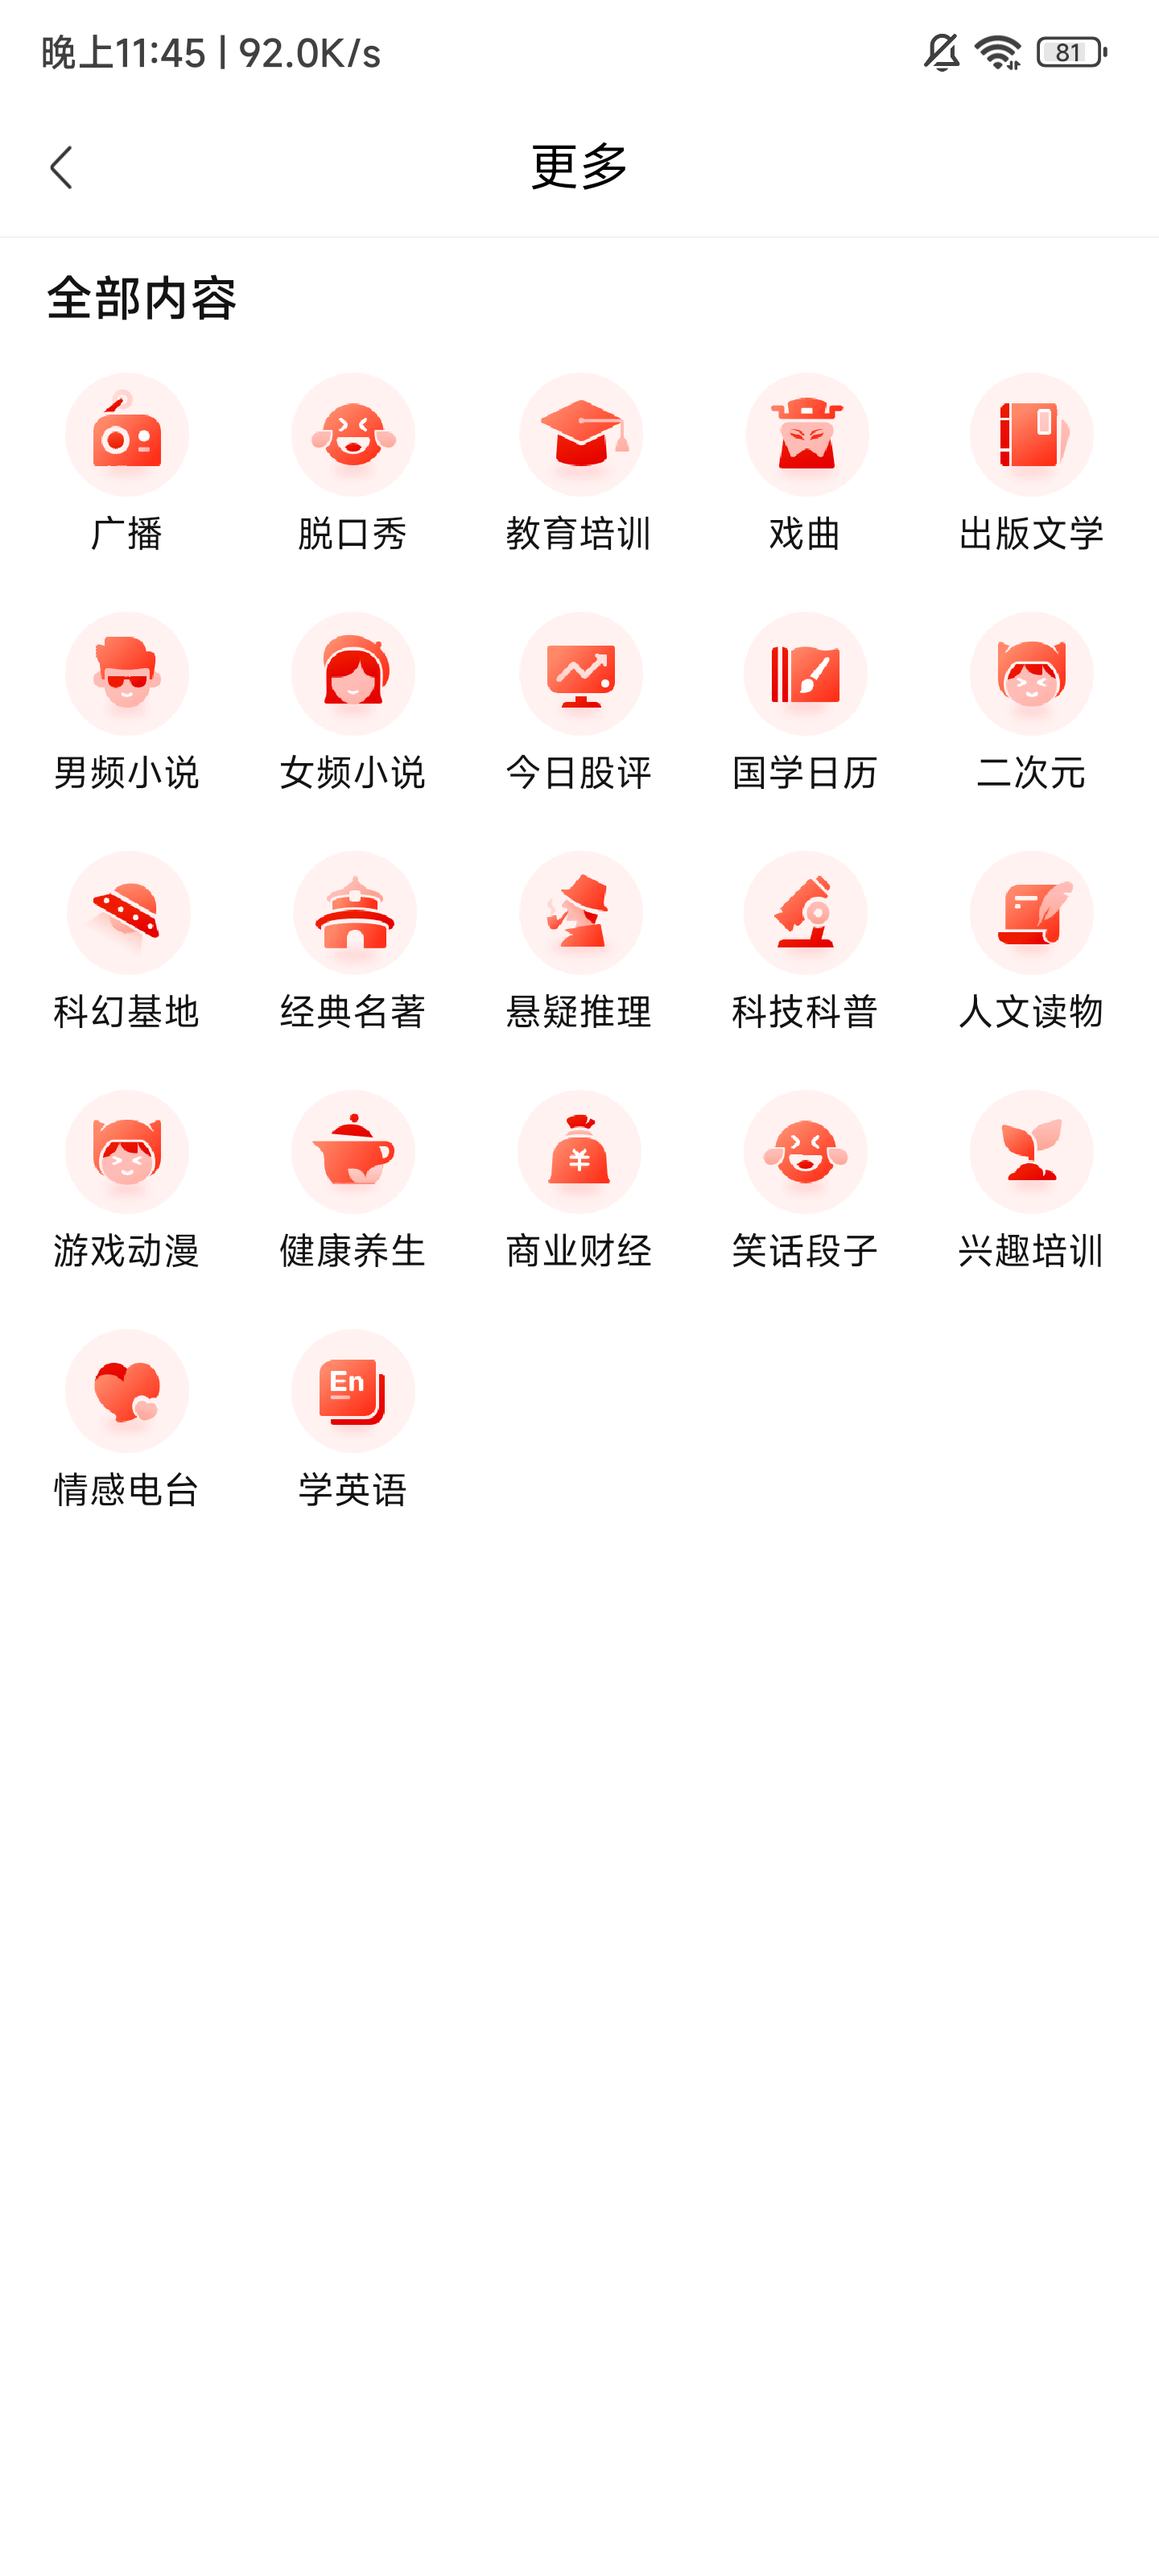 晚上11:45 | 92.0K/s 81
更多
全部内容
广播 脱口秀 教育培训 戏曲 出版文学
男频小说 女频小说 今日股评 国学日历 二次元
科幻基地 经典名著 悬疑推理 科技科普 人文读物
¥
游戏动漫 健康养生 商业财经 笑话段子 兴趣培训
En
情感电台 学英语